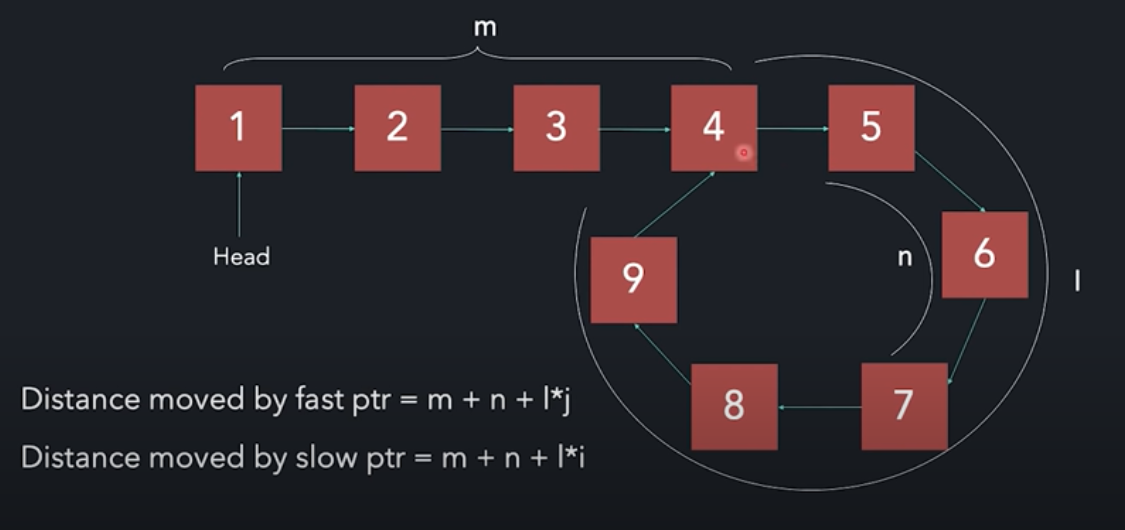 m
1 2 3 4 5
Head
9
n
6
l
8
7
Distance moved by fast ptr = m + n + l*j
Distance moved by slow ptr = m + n + l*i